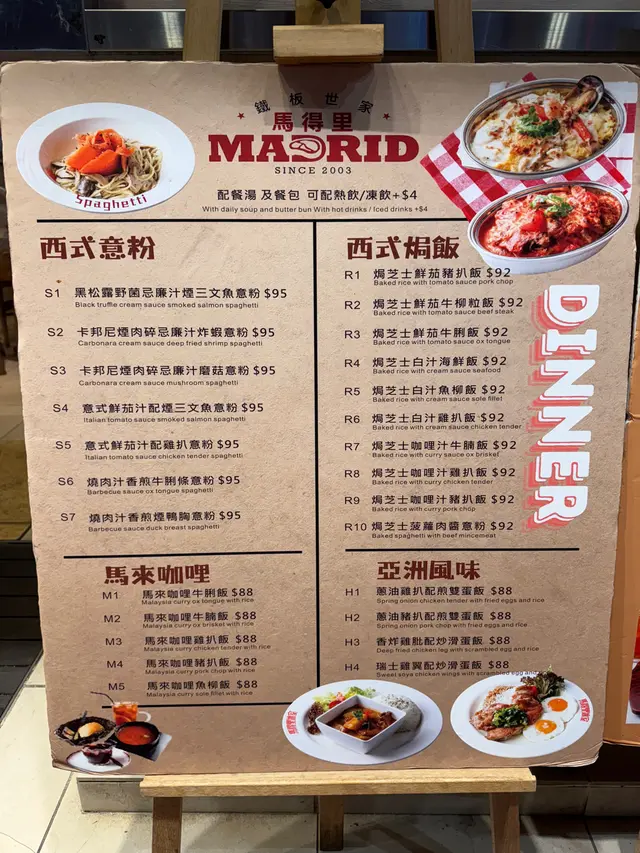 鐵板世家
馬得里
MADRID
SINCE 2003
配餐湯及餐包 可配熱飲/凍飲+$4
With daily soup and butter bun With hot drinks / Iced drinks +$4
Spaghetti
西式意粉
S1 黑松露野菌忌廉汁煙三文魚意粉 $95
Black truffle cream sauce smoked salmon spaghetti
S2 卡邦尼煙肉碎忌廉汁炸蝦意粉 $95
Carbonara cream sauce deep fried shrimp spaghetti
S3 卡邦尼煙肉碎忌廉汁磨菇意粉 $95
Carbonara cream sauce mushroom spaghetti
S4 意式鮮茄汁配煙三文魚意粉 $95
Italian tomato sauce smoked salmon spaghetti
S5 意式鮮茄汁配雞扒意粉 $95
Italian tomato sauce chicken tender spaghetti
S6 燒肉汁香煎牛脷條意粉 $95
Barbecue sauce ox tongue spaghetti
S7 燒肉汁香煎煙鴨胸意粉 $95
Barbecue sauce duck breast spaghetti
西式焗飯
R1 焗芝士鮮茄豬扒飯 $92
Baked rice with tomato sauce pork chop
R2 焗芝士鮮茄牛柳粒飯 $92
Baked rice with tomato sauce beef steak
R3 焗芝士鮮茄牛脷飯 $92
Baked rice with tomato sauce ox tongue
R4 焗芝士白汁海鮮飯 $92
Baked rice with cream sauce seafood
R5 焗芝士白汁魚柳飯 $92
Baked rice with cream sauce sole fillet
R6 焗芝士白汁雞扒飯 $92
Baked rice with cream sauce chicken tender
R7 焗芝士咖哩汁牛腩飯 $92
Baked rice with curry sauce ox brisket
R8 焗芝士咖哩汁雞扒飯 $92
Baked rice with curry chicken tender
R9 焗芝士咖哩汁豬扒飯 $92
Baked rice with curry pork chop
R10 焗芝士菠蘿肉醬意粉 $92
Baked spaghetti with beef mincemeat
DINNER
馬來咖哩
M1 馬來咖哩牛脷飯 $88
Malaysia curry ox tongue with rice
M2 馬來咖哩牛腩飯 $88
Malaysia curry ox brisket with rice
M3 馬來咖哩雞扒飯 $88
Malaysia curry chicken tender with rice
M4 馬來咖哩豬扒飯 $88
Malaysia curry pork chop with rice
M5 馬來咖哩魚柳飯 $88
Malaysia curry sole fillet with rice
亞洲風味
H1 蔥油雞扒配煎雙蛋飯 $88
Spring onion chicken tender with fried eggs and rice
H2 蔥油豬扒配煎雙蛋飯 $88
Spring onion pork chop with fried eggs and rice
H3 香炸雞髀配炒滑蛋飯 $88
Deep fried chicken leg with scrambled egg and rice
H4 瑞士雞翼配炒滑蛋飯 $88
Sweet soya chicken wings with scrambled egg and rice